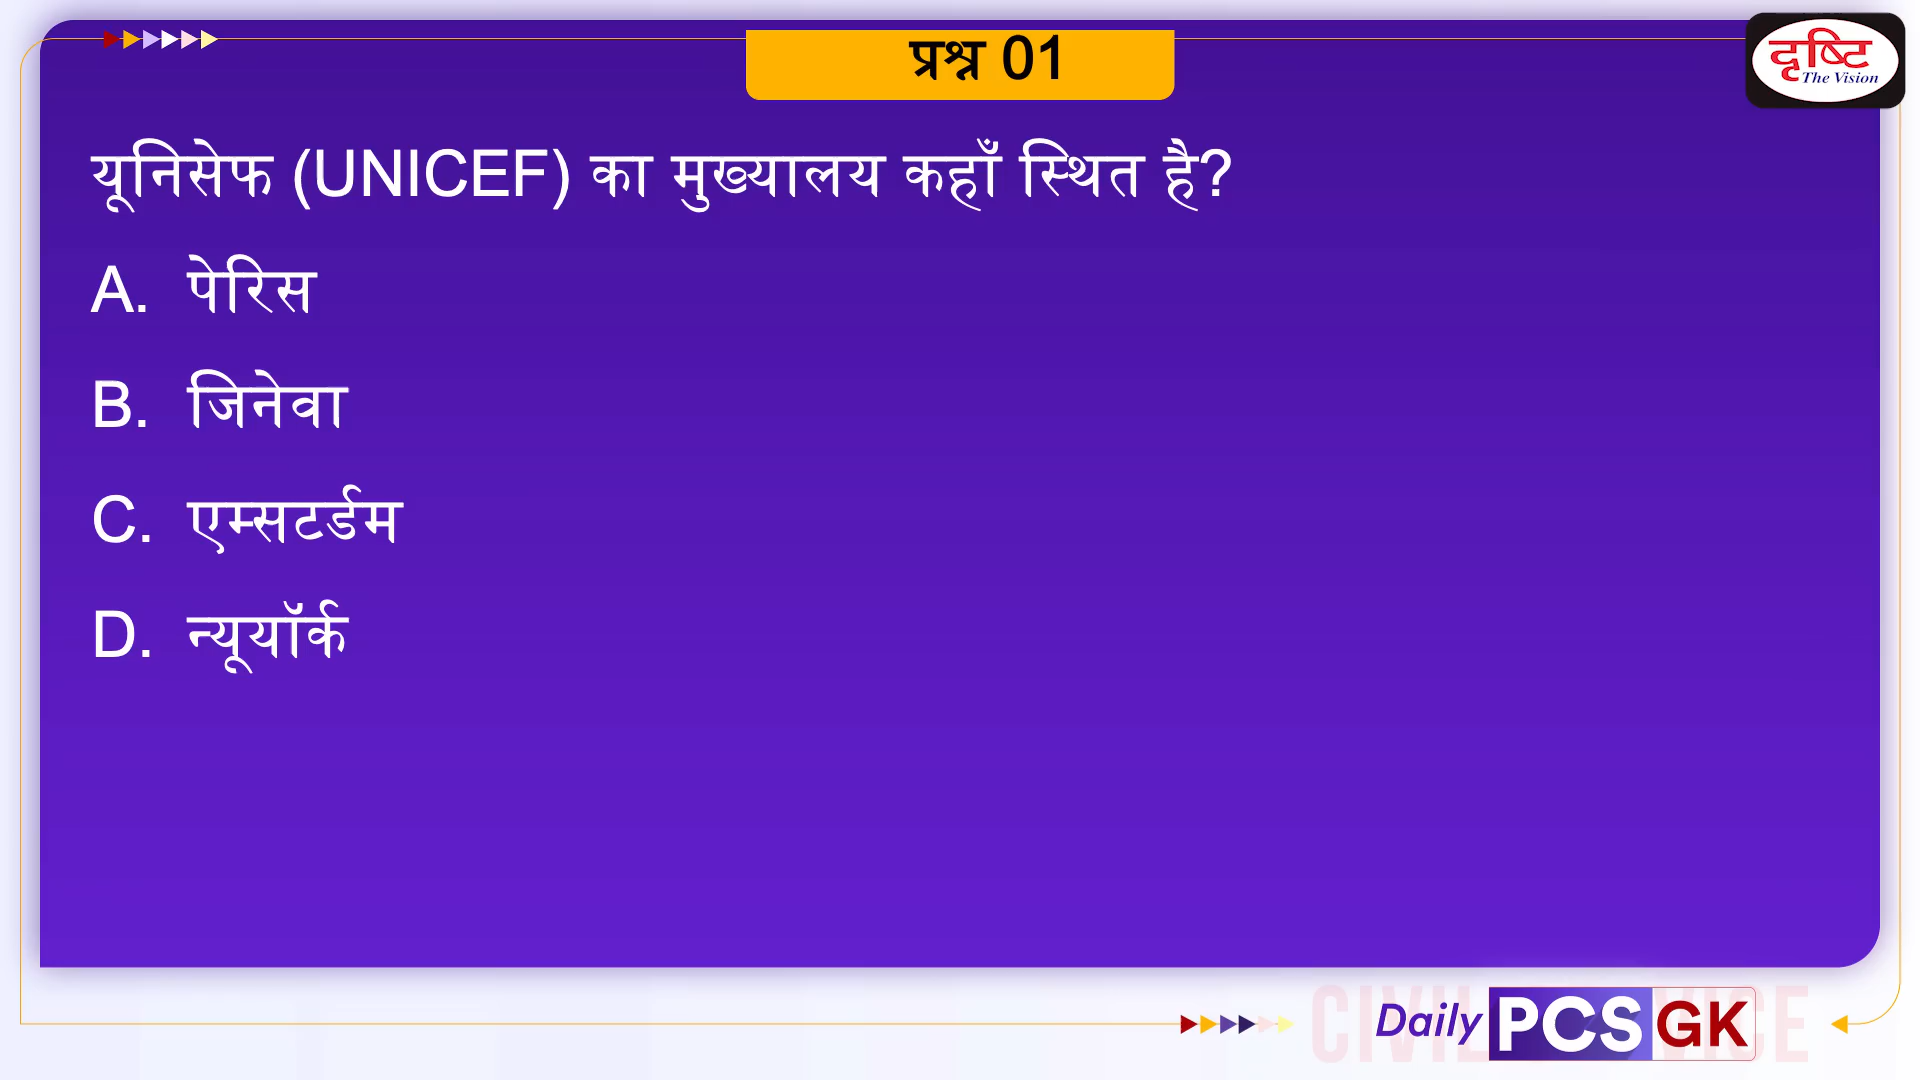 प्रश्न 01
दृष्टि
The Vision
यूनिसेफ (UNICEF) का मुख्यालय कहाँ स्थित है?
A. पेरिस
B. जिनेवा
C. एम्सटर्डम
D. न्यूयॉर्क
Daily PCS GK